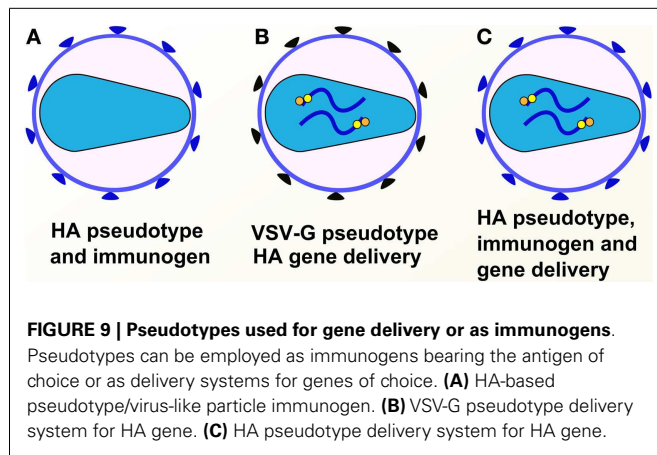 A
B
C
HA pseudotype
and immunogen
VSV-G pseudotype
HA gene delivery
HA pseudotype,
immunogen and
gene delivery
FIGURE 9 | Pseudotypes used for gene delivery or as immunogens.
Pseudotypes can be employed as immunogens bearing the antigen of
choice or as delivery systems for genes of choice. (A) HA-based
pseudotype/virus-like particle immunogen. (B) VSV-G pseudotype delivery
system for HA gene. (C) HA pseudotype delivery system for HA gene.